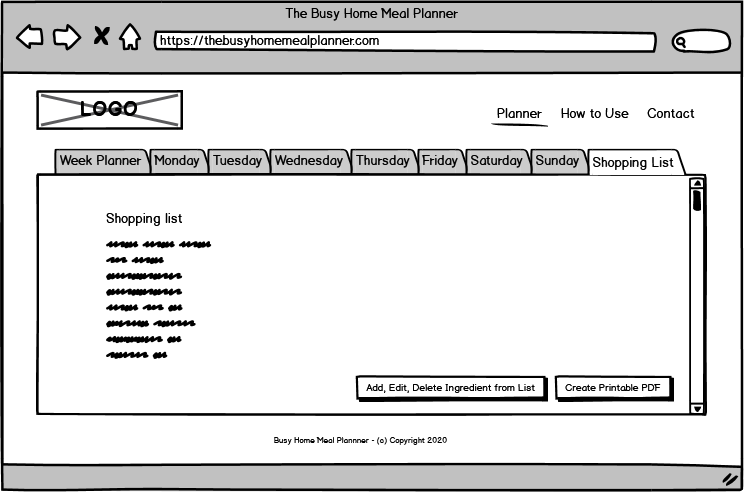 The Busy Home Meal Planner
https://thebusyhomemealplanner.com
LOGO
Planner How to Use Contact
Week Planner Monday Tuesday Wednesday Thursday Friday Saturday Sunday Shopping List
Shopping list
Add, Edit, Delete Ingredient from List Create Printable PDF
Busy Home Meal Plannner - (c) Copyright 2020